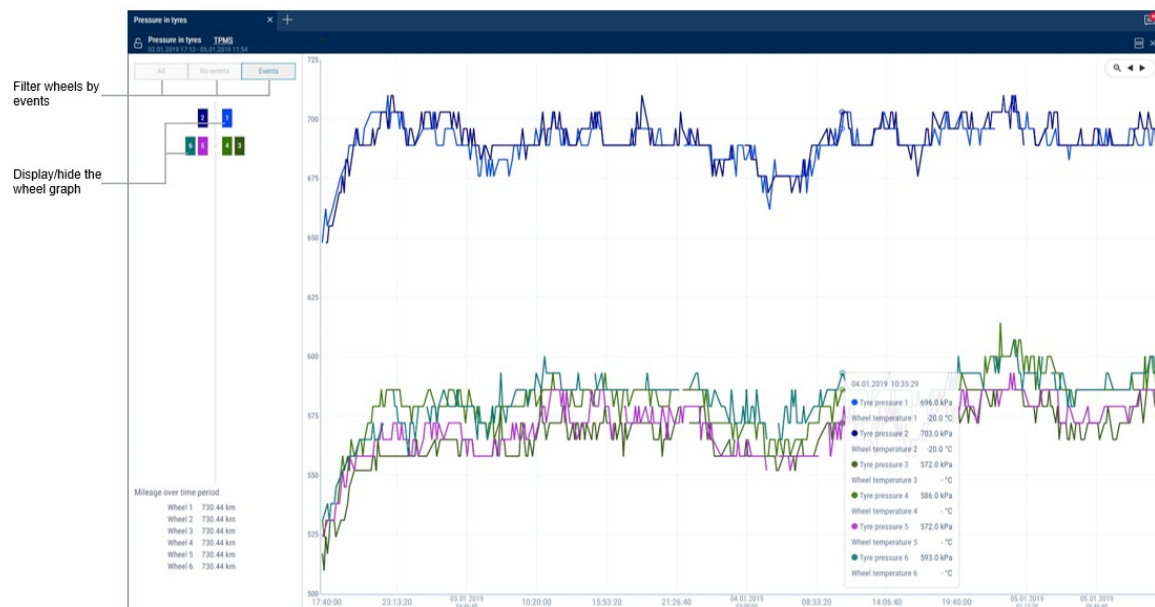 Pressure in tyres
Pressure in tyres TPMS
02.01.2019 17:13 - 05.01.2019 11:54
All No events Events
Filter wheels by
events
2 1
6 5 4 3
Display/hide the
wheel graph
725
700
675
650
625
600
575
550
525
500
04.01.2019 10:35:29
Tyre pressure 1 696.0 kPa
Wheel temperature 1 -20.0 °C
Tyre pressure 2 703.0 kPa
Wheel temperature 2 -20.0 °C
Tyre pressure 3 572.0 kPa
Wheel temperature 3 - °C
Tyre pressure 4 586.0 kPa
Wheel temperature 4 - °C
Tyre pressure 5 572.0 kPa
Wheel temperature 5 - °C
Tyre pressure 6 593.0 kPa
Wheel temperature 6 - °C
Mileage over time period
Wheel 1 730.44 km
Wheel 2 730.44 km
Wheel 3 730.44 km
Wheel 4 730.44 km
Wheel 5 730.44 km
Wheel 6 730.44 km
17:40:00 23:13:20 03.01.2019 10:20:00 15:53:20 21:26:40 04.01.2019 08:33:20 14:06:40 19:40:00 05.01.2019 05.01.2019